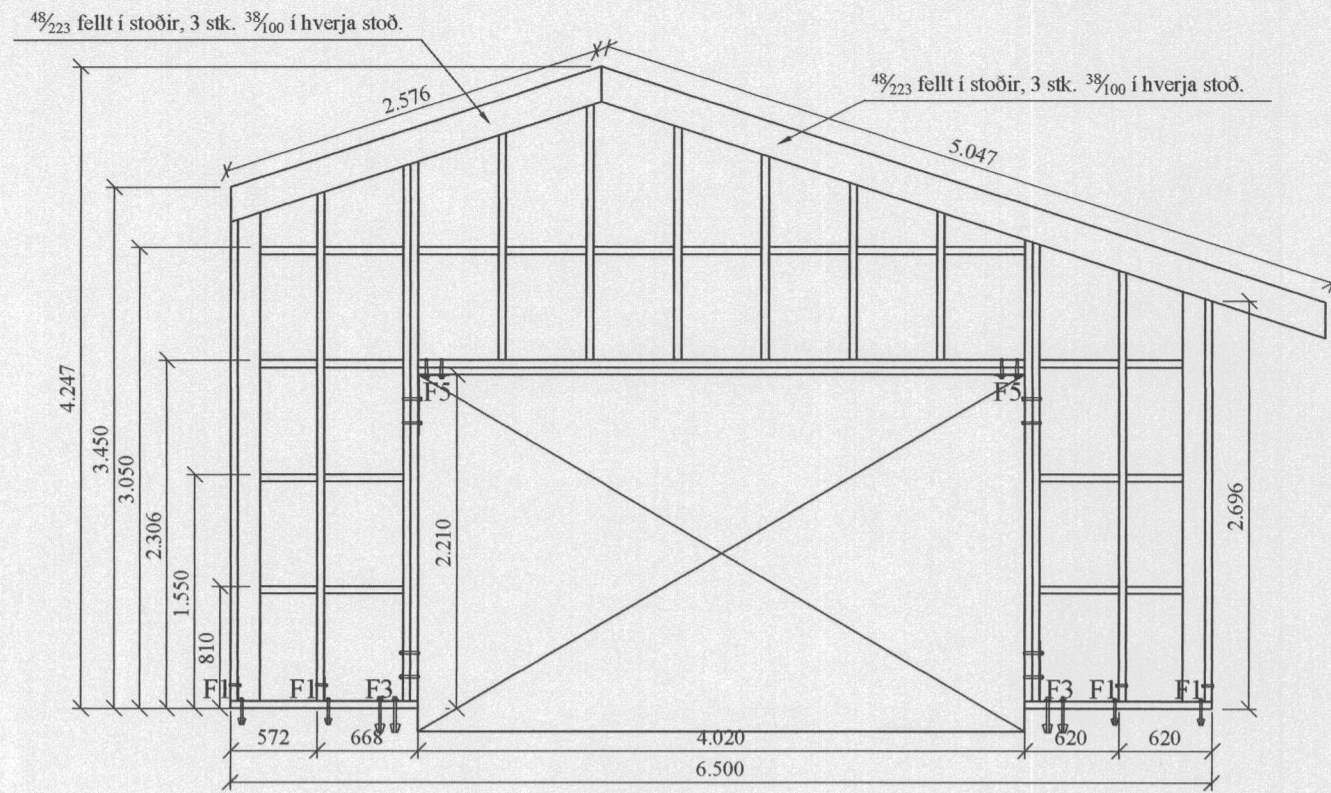 48/223 fellt í stoðir, 3 stk. 38/100 í hverja stoð.
48/223 fellt í stoðir, 3 stk. 38/100 í hverja stoð.
2.576
5.047
4.247
3.450
3.050
2.306
1.550
810
2.210
2.696
F5
F5
F1
F1
F3
F3
F1
F1
572
668
4.020
620
620
6.500